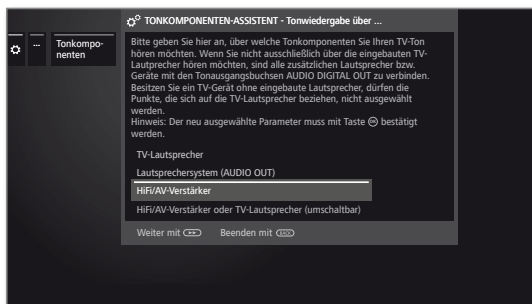 TONKOMPONENTEN-ASSISTENT - Tonwiedergabe über ...
...
Tonkompo-
nenten
Bitte geben Sie hier an, über welche Tonkomponenten Sie Ihren TV-Ton
hören möchten. Wenn Sie nicht ausschließlich über die eingebauten TV-
Lautprecher hören möchten, sind alle zusätzlichen Lautsprecher bzw.
Geräte mit den Tonausgangsbuchsen AUDIO DIGITAL OUT zu verbinden.
Besitzen Sie ein TV-Gerät ohne eingebaute Lautsprecher, dürfen die
Punkte, die sich auf die TV-Lautsprecher beziehen, nicht ausgewählt
werden.
Hinweis: Der neu ausgewählte Parameter muss mit Taste OK bestätigt
werden.
TV-Lautsprecher
Lautsprechersystem (AUDIO OUT)
HiFi/AV-Verstärker
HiFi/AV-Verstärker oder TV-Lautsprecher (umschaltbar)
Weiter mit Beenden mit